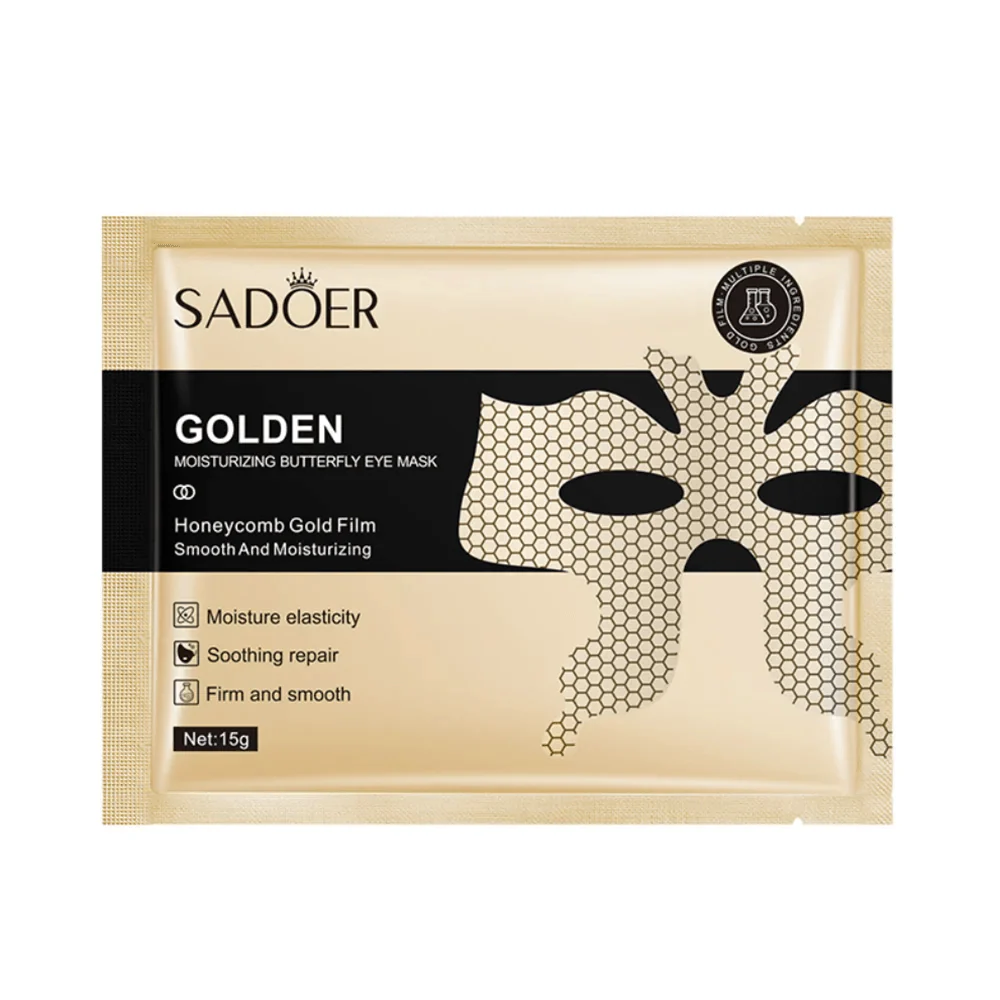 SADOER
MULTIPLE INGREDIENTS
GOLD FILM
GOLDEN
MOISTURIZING BUTTERFLY EYE MASK
Honeycomb Gold Film
Smooth And Moisturizing
Moisture elasticity
Soothing repair
Firm and smooth
Net:15g